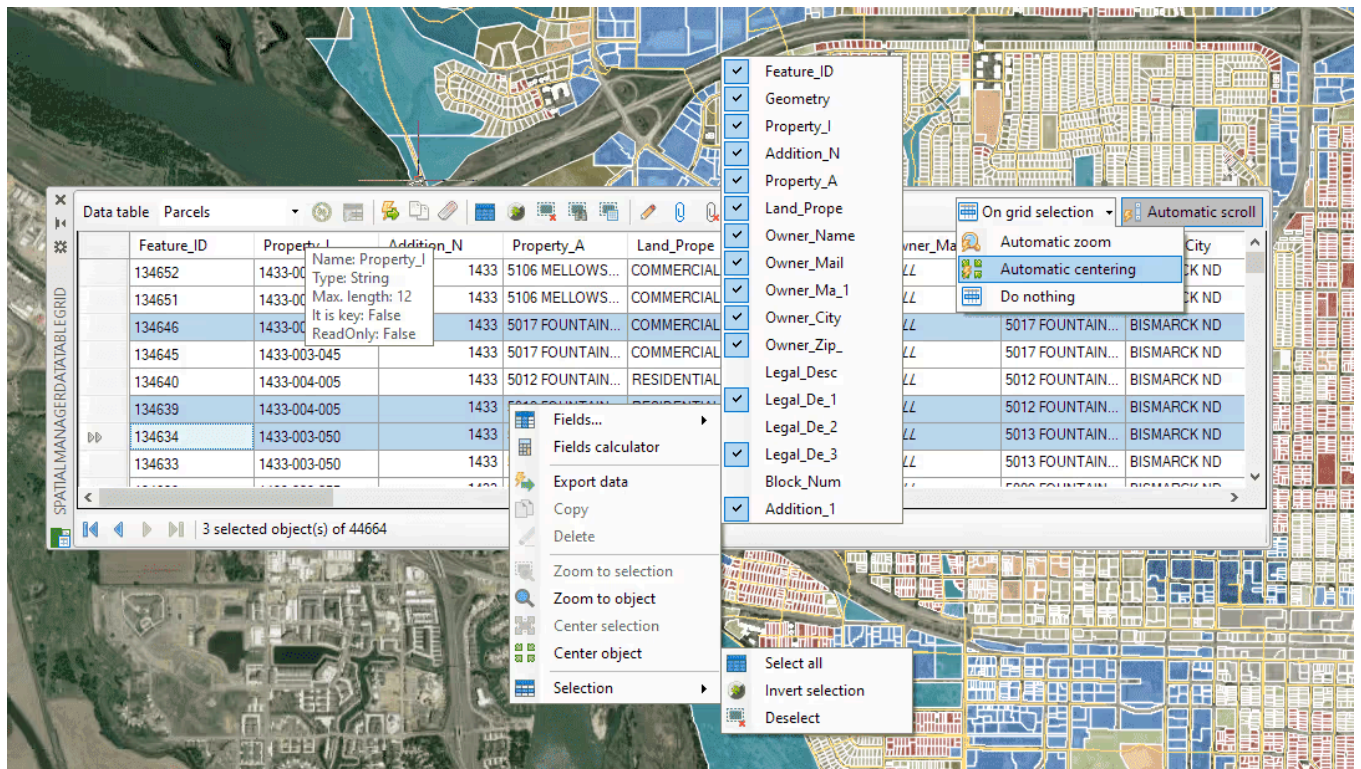 Feature_ID
Geometry
Property_I
Addition_N
Property_A
Land_Prope
Owner_Name
Owner_Mail
Owner_Ma_1
Owner_City
Owner_Zip_
Legal_Desc
Legal_De_1
Legal_De_2
Legal_De_3
Block_Num
Addition_1
Data table Parcels
On grid selection Automatic scroll
Automatic zoom
Automatic centering
Do nothing
SPATIALMANAGERDATATABLEGRID
Feature_ID Property_I Addition_N Property_A Land_Prope City
134652 1433 5106 MELLOWS... COMMERCIAL
134651 1433 5106 MELLOWS... COMMERCIAL
134646 1433 5017 FOUNTAIN... COMMERCIAL 5017 FOUNTAIN... BISMARCK ND
134645 1433-003-045 1433 5017 FOUNTAIN... COMMERCIAL 5017 FOUNTAIN... BISMARCK ND
134640 1433-004-005 1433 5012 FOUNTAIN... RESIDENTIAL 5012 FOUNTAIN... BISMARCK ND
134639 1433-004-005 1433 5012 FOUNTAIN... BISMARCK ND
134634 1433-003-050 1433 5013 FOUNTAIN... BISMARCK ND
134633 1433-003-050 1433 5013 FOUNTAIN... BISMARCK ND
Name: Property_I
Type: String
Max. length: 12
It is key: False
ReadOnly: False
3 selected object(s) of 44664
Fields...
Fields calculator
Export data
Copy
Delete
Zoom to selection
Zoom to object
Center selection
Center object
Selection
Select all
Invert selection
Deselect